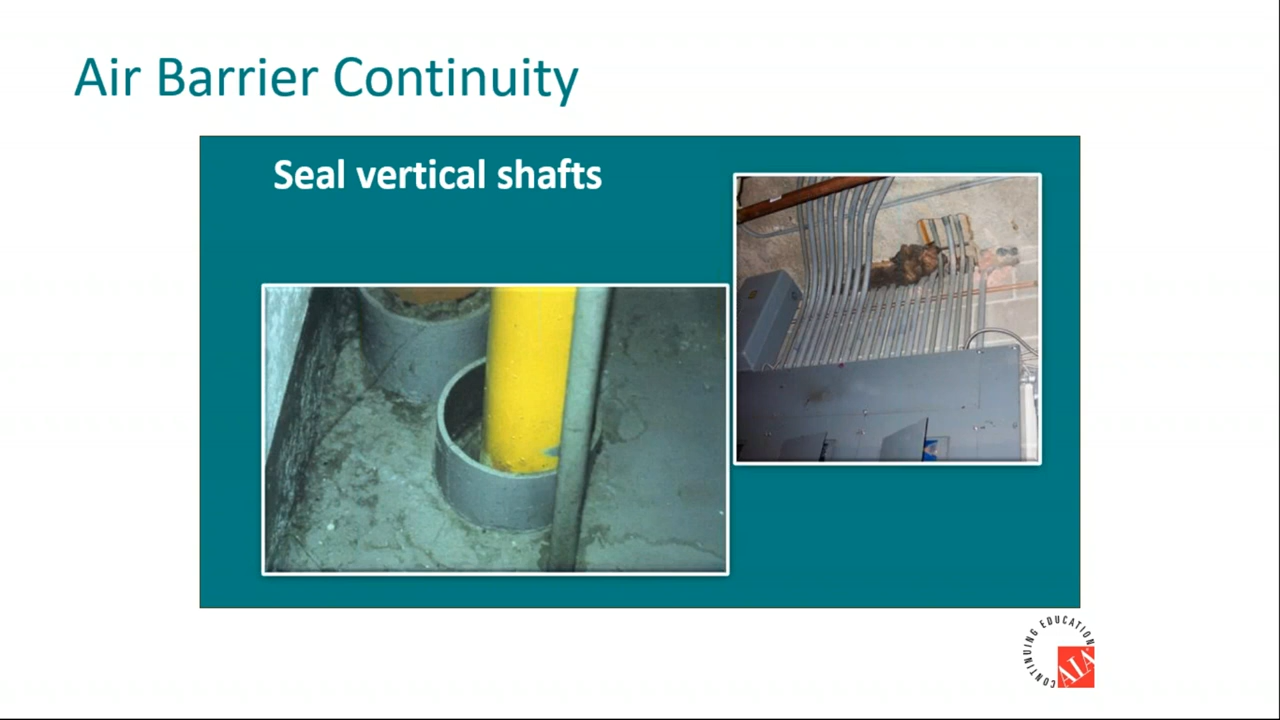 Air Barrier Continuity
Seal vertical shafts
CONTINUING EDUCATION
AIA